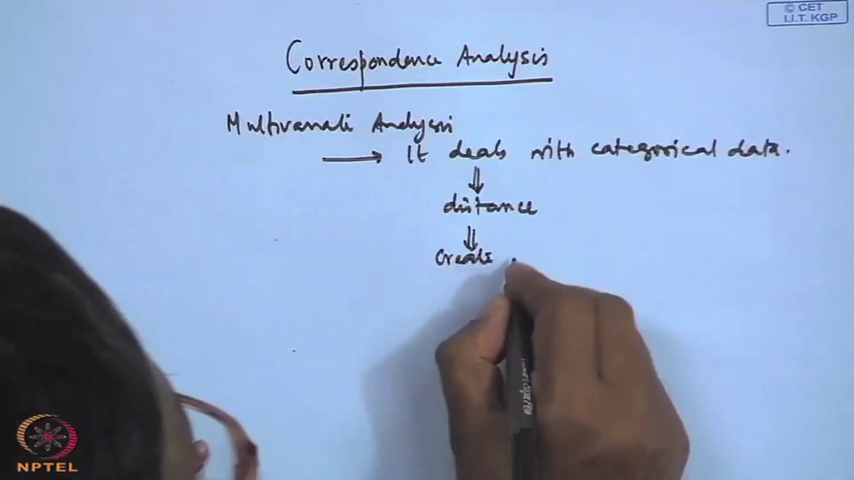 © CET
I.I.T. KGP
Correspondence Analysis
Multivariate Analysis
It deals with categorical data.
distance
Create
NPTEL